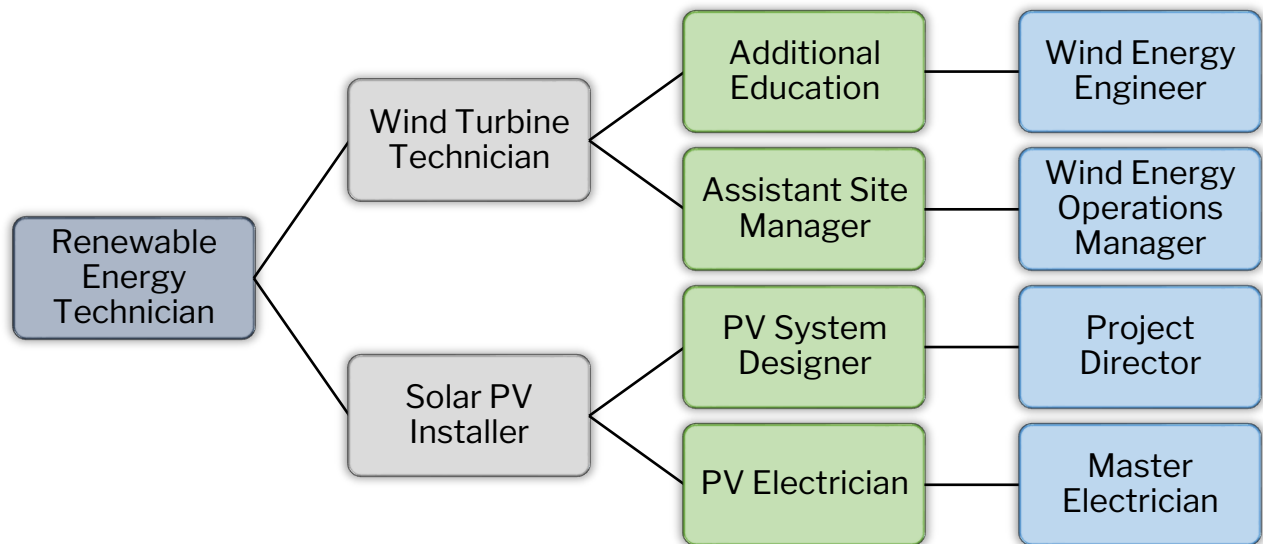 Renewable
Energy
Technician
Wind Turbine
Technician
Solar PV
Installer
Additional
Education
Assistant Site
Manager
PV System
Designer
PV Electrician
Wind Energy
Engineer
Wind Energy
Operations
Manager
Project
Director
Master
Electrician